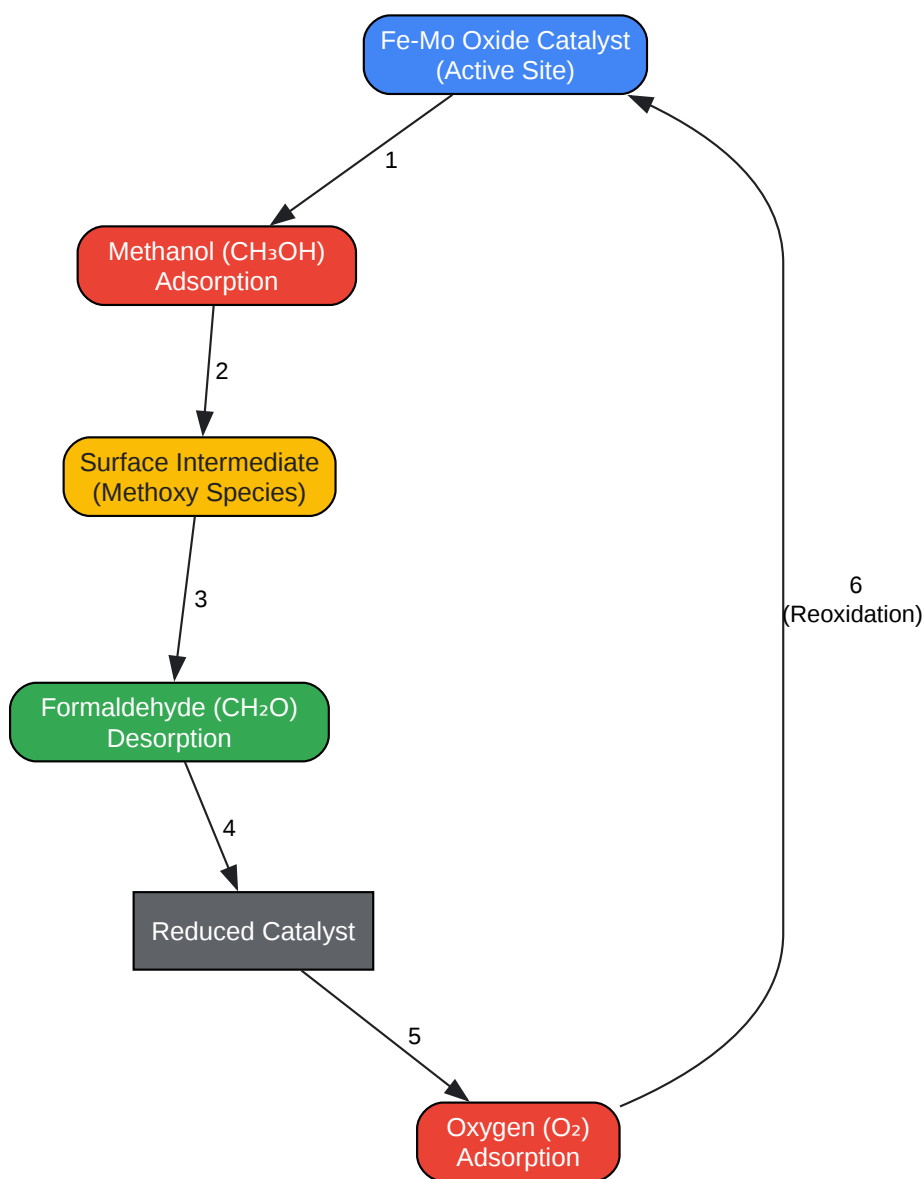 Fe-Mo Oxide Catalyst
(Active Site)
1
Methanol (CH₃OH)
Adsorption
2
Surface Intermediate
(Methoxy Species)
3
Formaldehyde (CH₂O)
Desorption
4
Reduced Catalyst
5
Oxygen (O₂)
Adsorption
6
(Reoxidation)